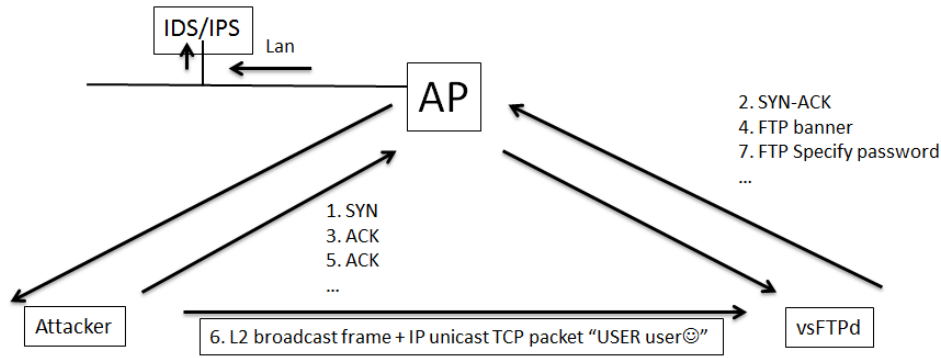 IDS/IPS
Lan
AP
2. SYN-ACK
4. FTP banner
7. FTP Specify password
...
1. SYN
3. ACK
5. ACK
...
Attacker
6. L2 broadcast frame + IP unicast TCP packet “USER user☺”
vsFTPd